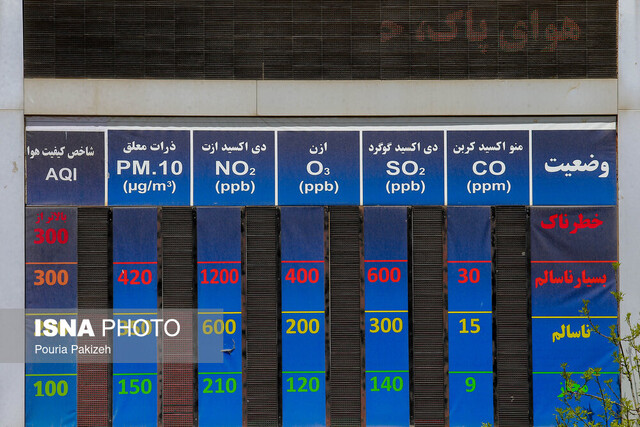 هوای پاک،
وضعیت
منو اکسید کربن
CO
(ppm)
دی اکسید گوگرد
SO₂
(ppb)
ازن
O₃
(ppb)
دی اکسید ازت
NO₂
(ppb)
ذرات معلق
PM.10
(µg/m³)
شاخص کیفیت هوا
AQI
خطرناک
بالاتر از
300
بسیار ناسالم
30
600
400
1200
420
300
ناسالم
15
300
200
600
100
9
140
120
210
150
ISNA PHOTO
Pouria Pakizeh